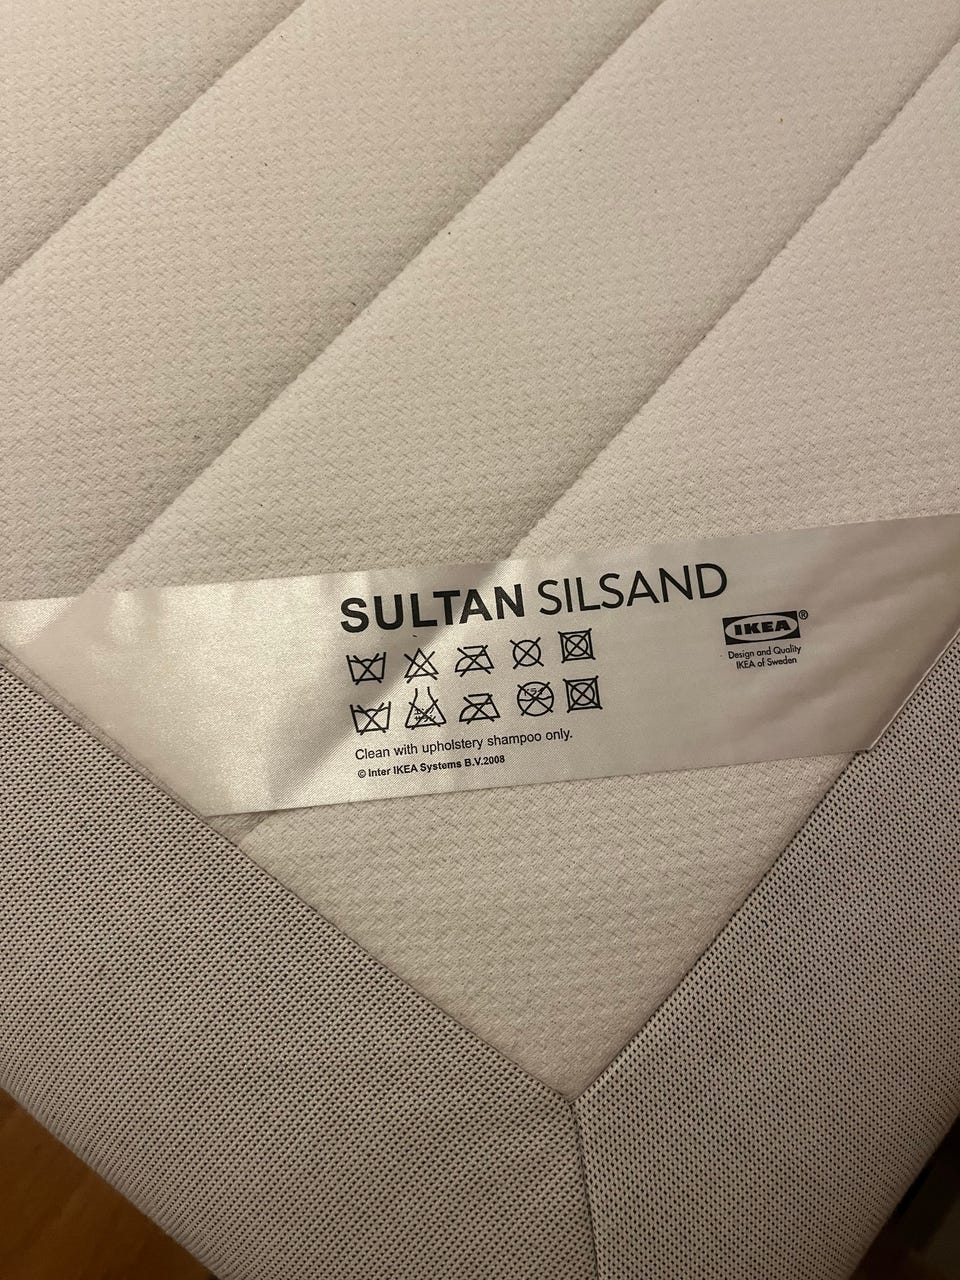 SULTAN SILSAND
IKEA®
Design and Quality
IKEA of Sweden
Clean with upholstery shampoo only.
© Inter IKEA Systems B.V.2008